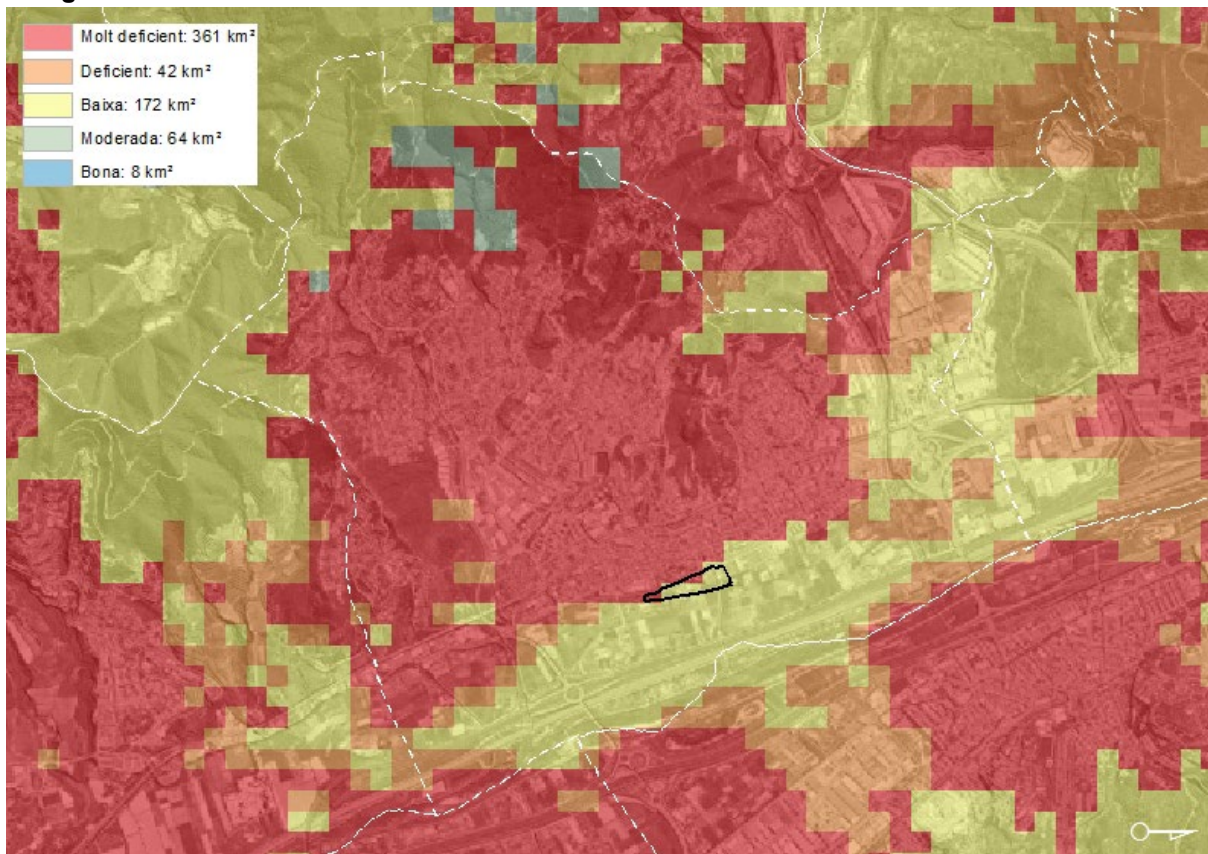 Molt deficient: 361 km²
Deficient: 42 km²
Baixa: 172 km²
Moderada: 64 km²
Bona: 8 km²